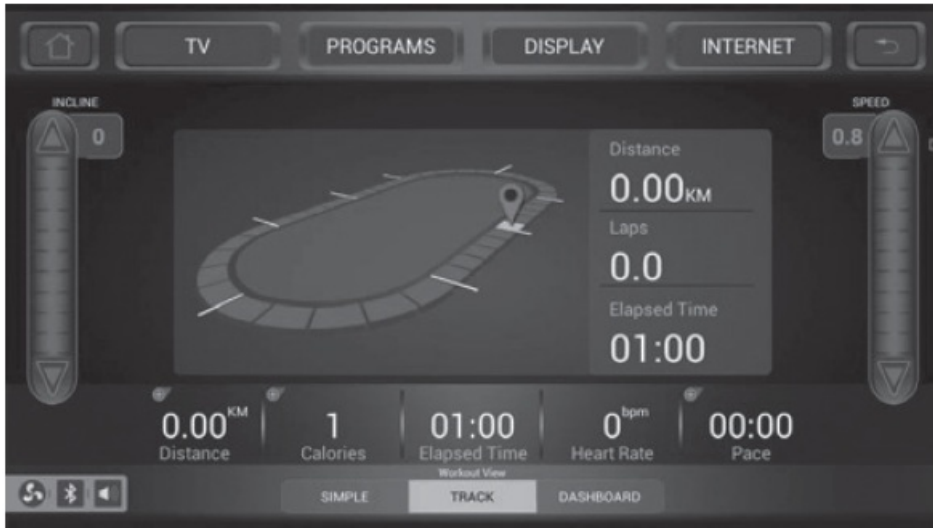 TV PROGRAMS DISPLAY INTERNET
INCLINE
0
SPEED
0.8
Distance
0.00KM
Laps
0.0
Elapsed Time
01:00
0.00KM
Distance
1
Calories
01:00
Elapsed Time
0bpm
Heart Rate
00:00
Pace
Workout View
SIMPLE TRACK DASHBOARD